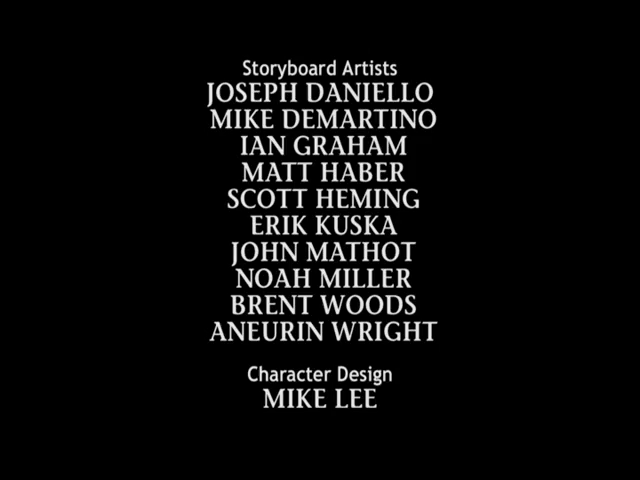 Storyboard Artists
JOSEPH DANIELLO
MIKE DEMARTINO
IAN GRAHAM
MATT HABER
SCOTT HEMING
ERIK KUSKA
JOHN MATHOT
NOAH MILLER
BRENT WOODS
ANEURIN WRIGHT
Character Design
MIKE LEE